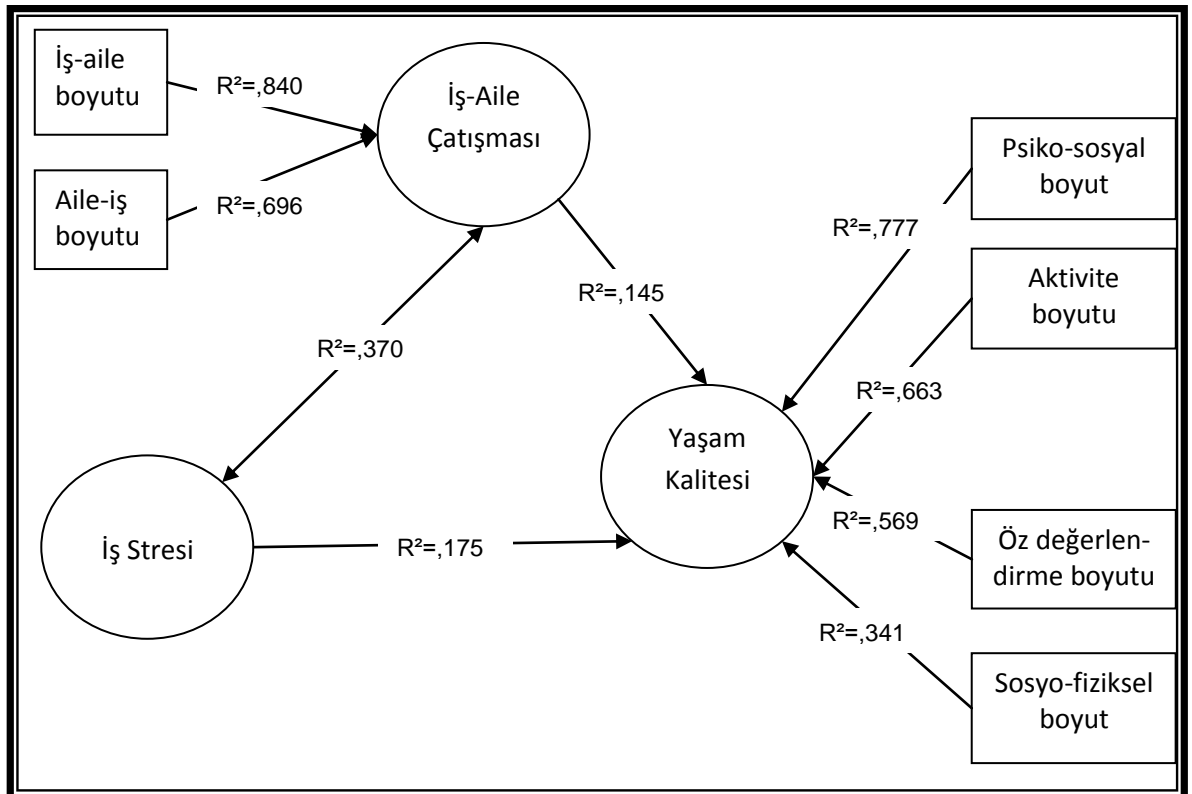 İş-aile
boyutu
R²=,840
Aile-iş
boyutu
R²=,696
İş-Aile
Çatışması
Psiko-sosyal
boyut
R²=,777
Aktivite
boyutu
R²=,145
R²=,370
R²=,663
Yaşam
Kalitesi
İş Stresi
R²=,175
R²=,569
Öz değerlen-
dirme boyutu
R²=,341
Sosyo-fiziksel
boyut